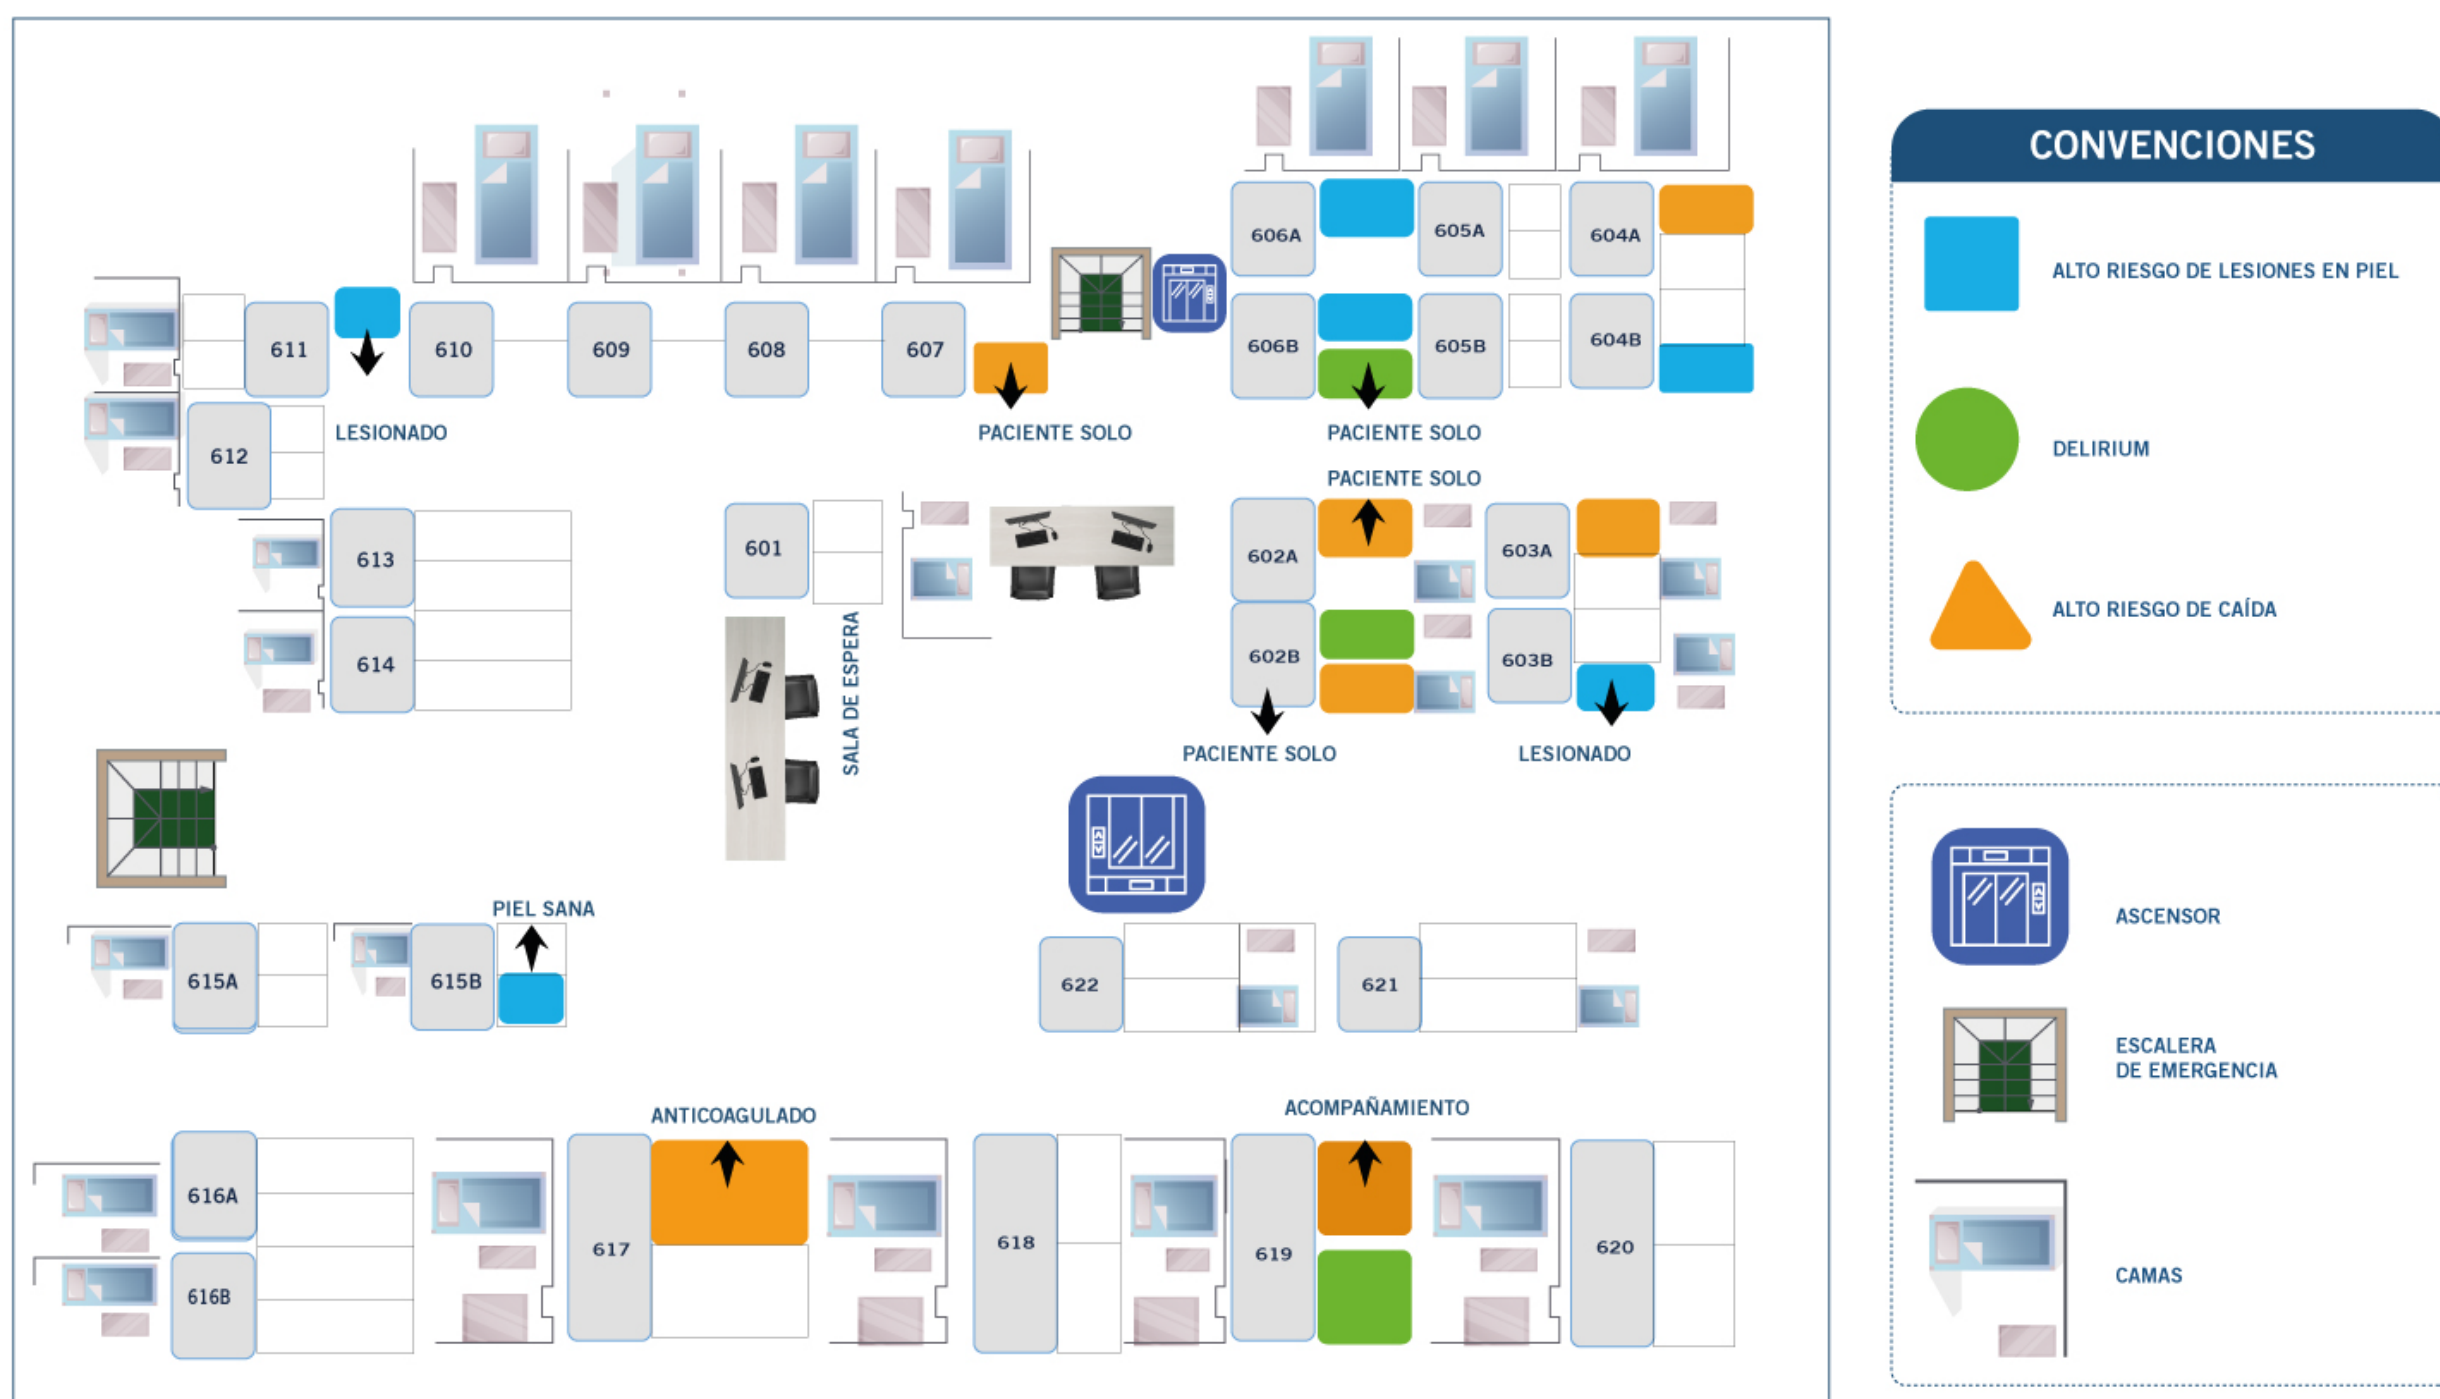 606A
605A
604A
611
610
609
608
607
606B
605B
604B
LESIONADO
PACIENTE SOLO
PACIENTE SOLO
612
PACIENTE SOLO
613
601
602A
603A
614
SALA DE ESPERA
602B
603B
PACIENTE SOLO
LESIONADO
PIEL SANA
615A
615B
622
621
ANTICOAGULADO
ACOMPAÑAMIENTO
616A
616B
617
618
619
620
CONVENCIONES
ALTO RIESGO DE LESIONES EN PIEL
DELIRIUM
ALTO RIESGO DE CAÍDA
ASCENSOR
ESCALERA
DE EMERGENCIA
CAMAS